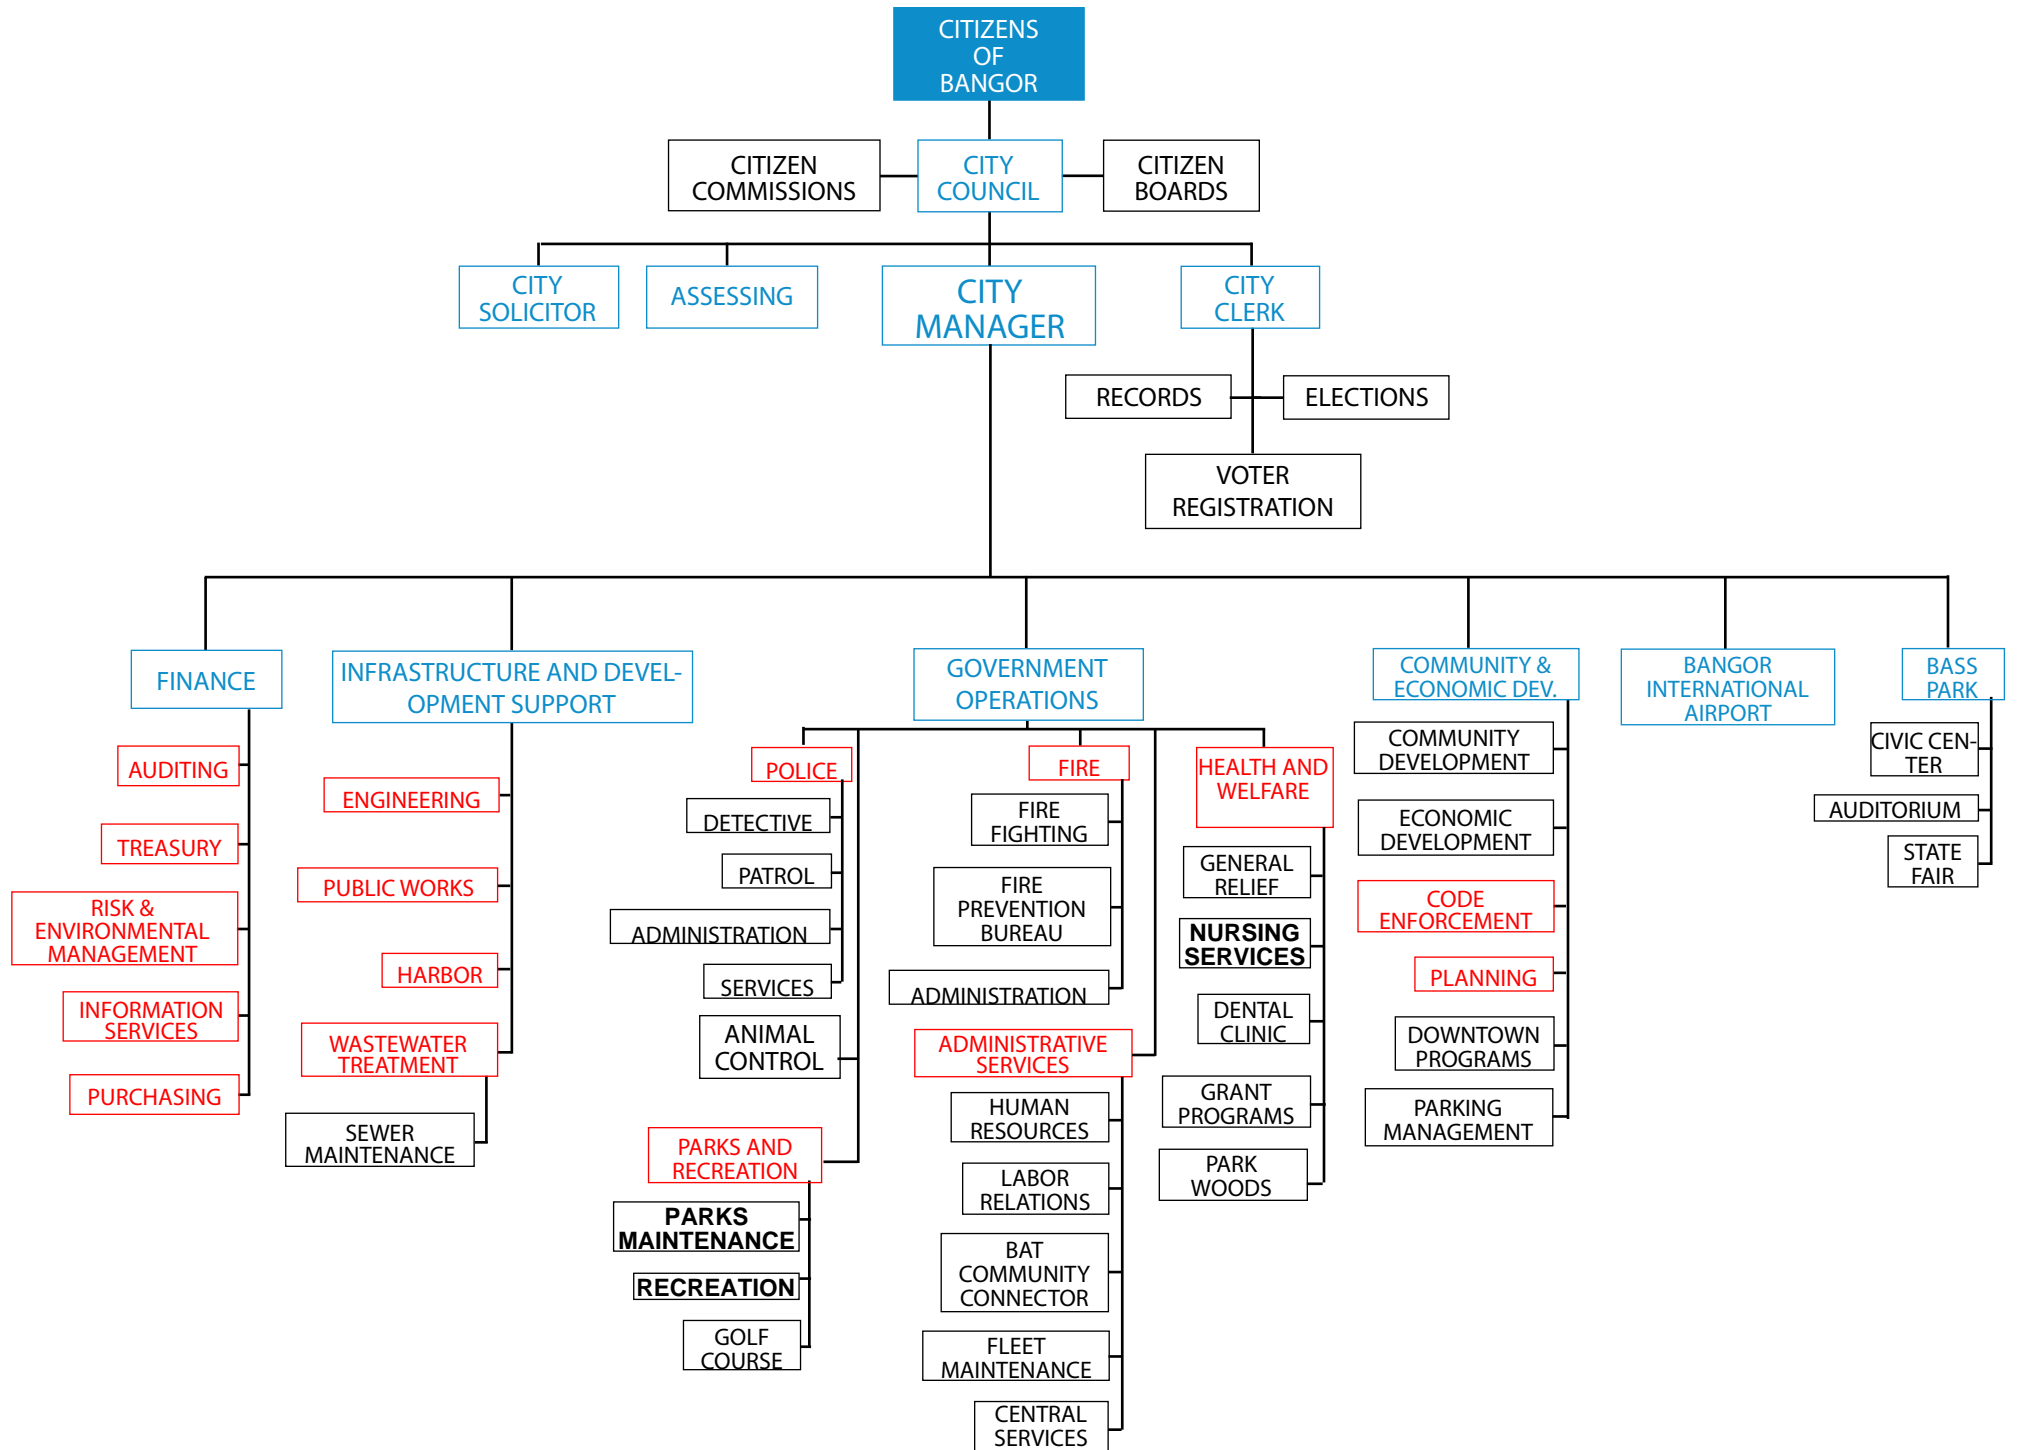 CITIZENS
OF
BANGOR
CITIZEN
COMMISSIONS
CITY
COUNCIL
CITIZEN
BOARDS
CITY
SOLICITOR
ASSESSING
CITY
MANAGER
CITY
CLERK
RECORDS
ELECTIONS
VOTER
REGISTRATION
FINANCE
AUDITING
TREASURY
RISK &
ENVIRONMENTAL
MANAGEMENT
INFORMATION
SERVICES
PURCHASING
INFRASTRUCTURE AND DEVEL-
OPMENT SUPPORT
ENGINEERING
PUBLIC WORKS
HARBOR
WASTEWATER
TREATMENT
SEWER
MAINTENANCE
GOVERNMENT
OPERATIONS
POLICE
DETECTIVE
PATROL
ADMINISTRATION
SERVICES
ANIMAL
CONTROL
PARKS AND
RECREATION
PARKS
MAINTENANCE
RECREATION
GOLF
COURSE
FIRE
FIRE
FIGHTING
FIRE
PREVENTION
BUREAU
ADMINISTRATION
ADMINISTRATIVE
SERVICES
HUMAN
RESOURCES
LABOR
RELATIONS
BAT
COMMUNITY
CONNECTOR
FLEET
MAINTENANCE
CENTRAL
SERVICES
HEALTH AND
WELFARE
GENERAL
RELIEF
NURSING
SERVICES
DENTAL
CLINIC
GRANT
PROGRAMS
PARK
WOODS
COMMUNITY &
ECONOMIC DEV.
COMMUNITY
DEVELOPMENT
ECONOMIC
DEVELOPMENT
CODE
ENFORCEMENT
PLANNING
DOWNTOWN
PROGRAMS
PARKING
MANAGEMENT
BANGOR
INTERNATIONAL
AIRPORT
BASS
PARK
CIVIC CEN-
TER
AUDITORIUM
STATE
FAIR